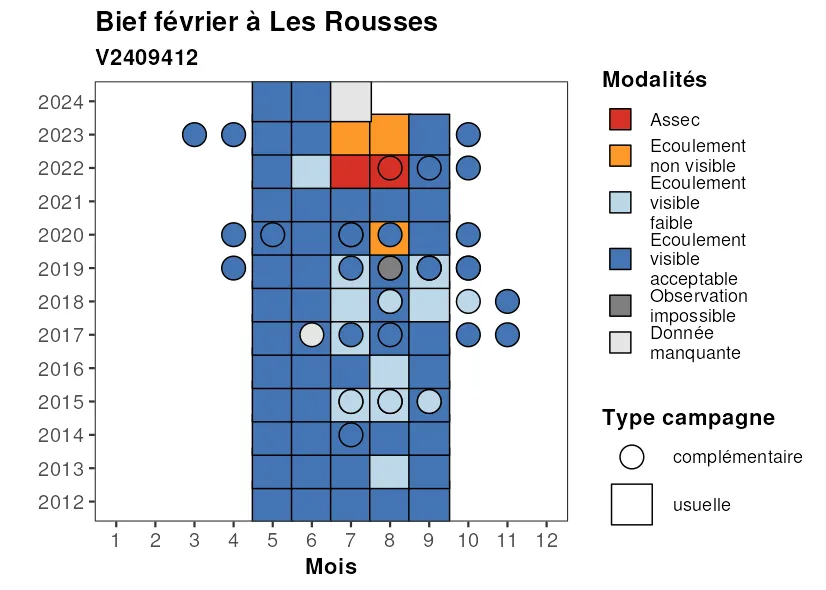 Bief février à Les Rousses
V2409412
2024
2023
2022
2021
2020
2019
2018
2017
2016
2015
2014
2013
2012
1 2 3 4 5 6 7 8 9 10 11 12
Mois
Modalités
Assec
Ecoulement
non visible
Ecoulement
visible
faible
Ecoulement
visible
acceptable
Observation
impossible
Donnée
manquante
Type campagne
complémentaire
usuelle